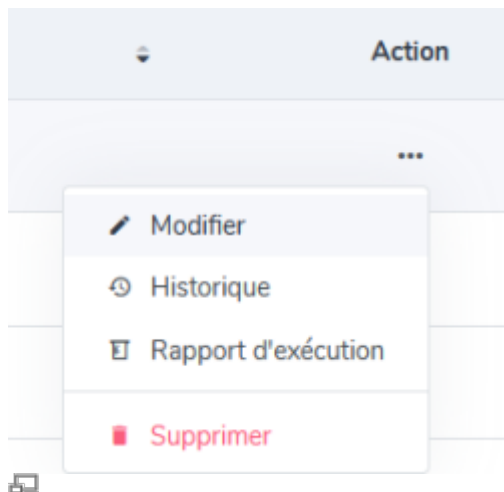 Action
Modifier
Historique
Rapport d'exécution
Supprimer